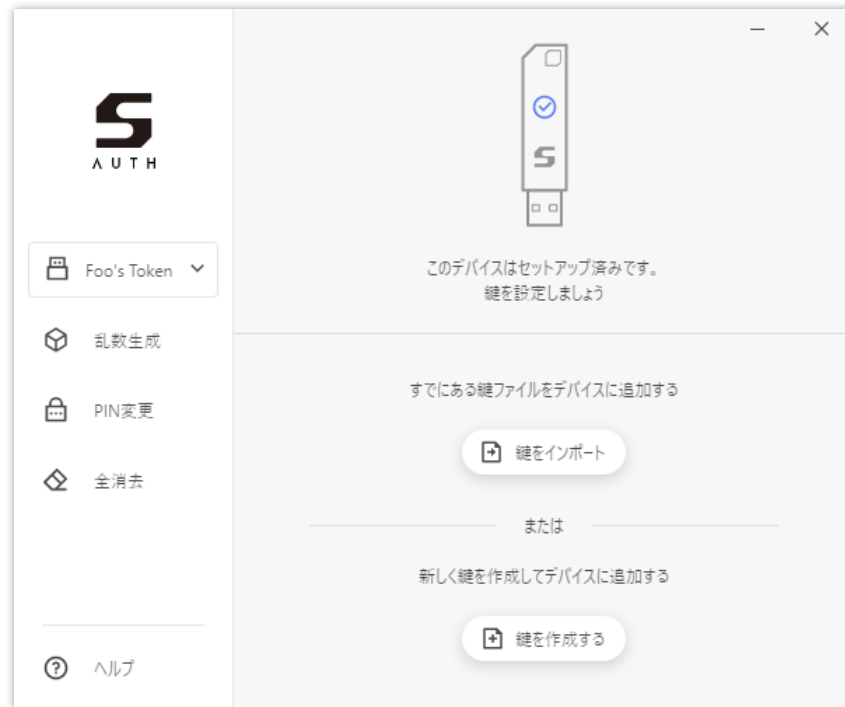 S
AUTH
Foo's Token
乱数生成
PIN変更
全消去
ヘルプ
S
このデバイスはセットアップ済みです。
鍵を設定しましょう
すでにある鍵ファイルをデバイスに追加する
鍵をインポート
または
新しく鍵を作成してデバイスに追加する
鍵を作成する